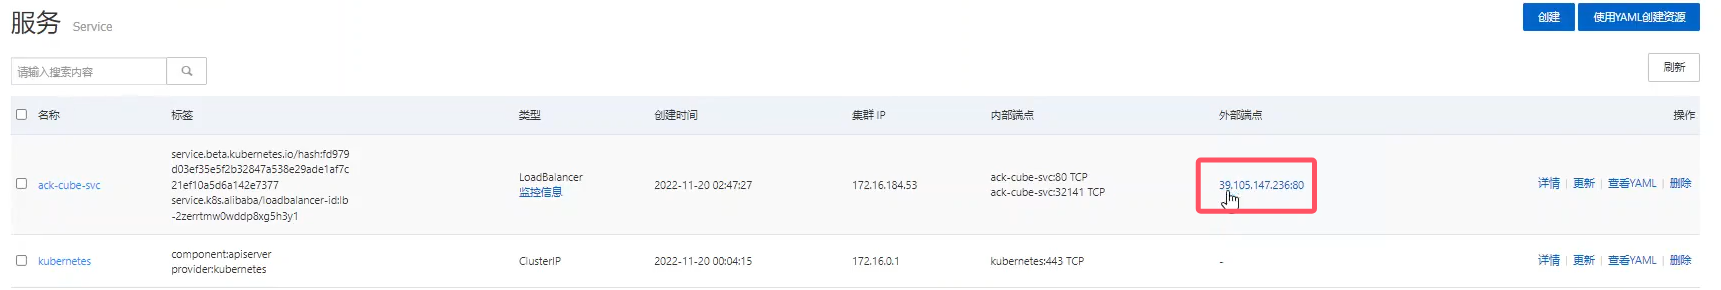 服务 Service
创建 使用YAML创建资源
请输入搜索内容
刷新
名称 标签 类型 创建时间 集群 IP 内部端点 外部端点 操作
service.beta.kubernetes.io/hash:fd979
d03ef35e5f2b32847a538e29ade1af7c
21ef10a5d6a142e7377
service.k8s.alibaba/loadbalancer-id:lb
-2zerrtmw0wddp8xg5h3y1
ack-cube-svc
LoadBalancer
监控信息
2022-11-20 02:47:27
172.16.184.53
ack-cube-svc:80 TCP
ack-cube-svc:32141 TCP
39.105.147.236:80
详情 | 更新 | 查看YAML | 删除
kubernetes
component:apiserver
provider:kubernetes
ClusterIP
2022-11-20 00:04:15
172.16.0.1
kubernetes:443 TCP
-
详情 | 更新 | 查看YAML | 删除